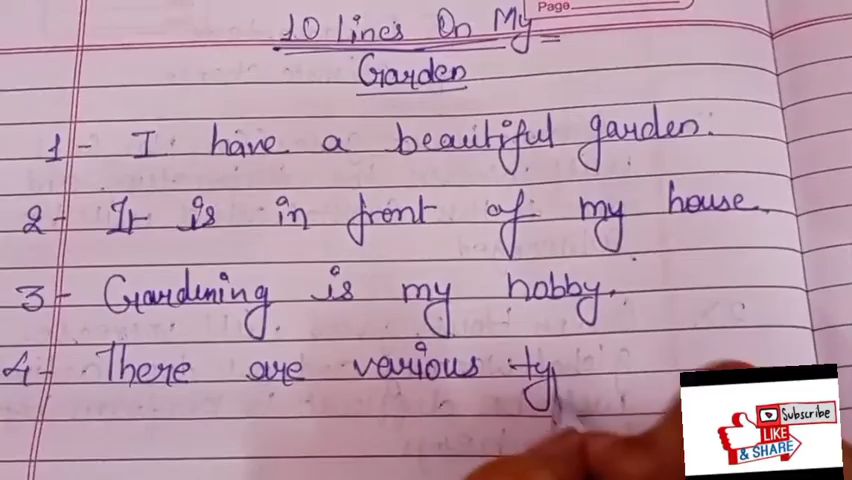 Page
10 Lines On My
Garden
1- I have a beautiful garden.
2- It is in front of my house.
3- Gardening is my hobby.
4- There are various ty
Subscribe
LIKE
& SHARE